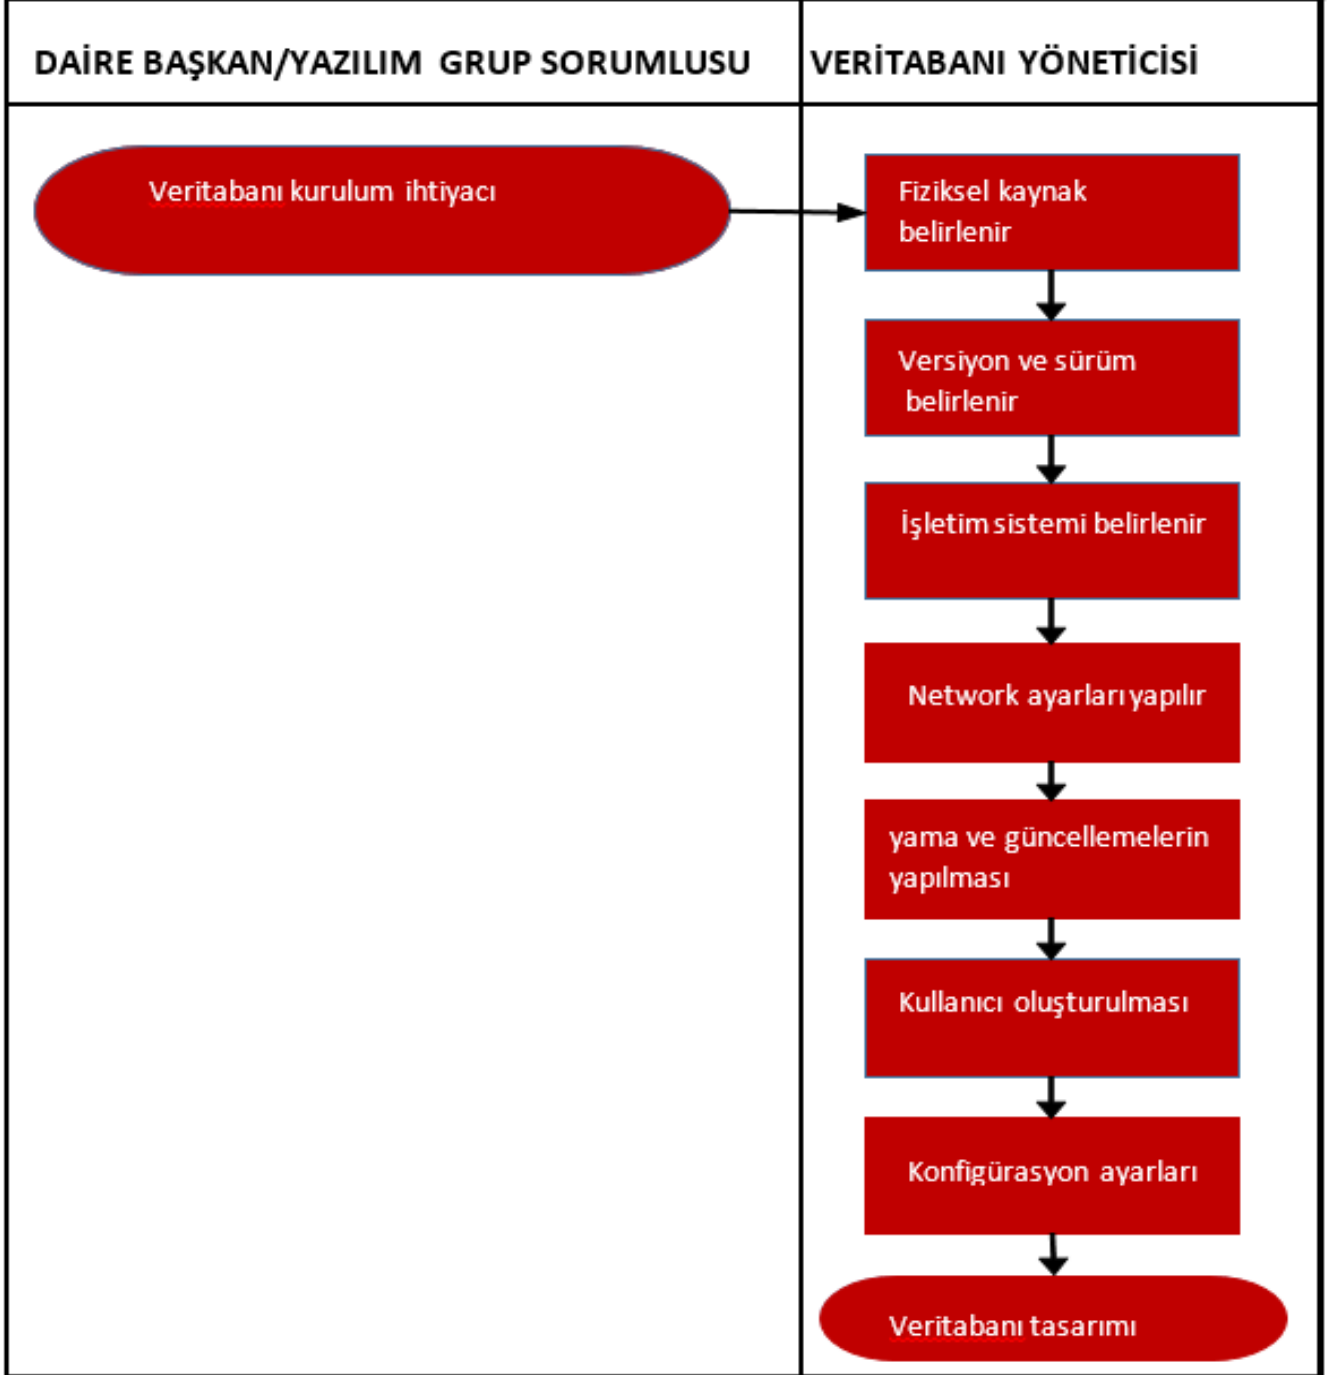 DAİRE BAŞKAN/YAZILIM GRUP SORUMLUSU
VERİTABANI YÖNETİCİSİ
Veritabanı kurulum ihtiyacı
Fiziksel kaynak
belirlenir
Versiyon ve sürüm
belirlenir
İşletim sistemi belirlenir
Network ayarları yapılır
yama ve güncellemelerin
yapılması
Kullanıcı oluşturulması
Konfigürasyon ayarları
Veritabanı tasarımı